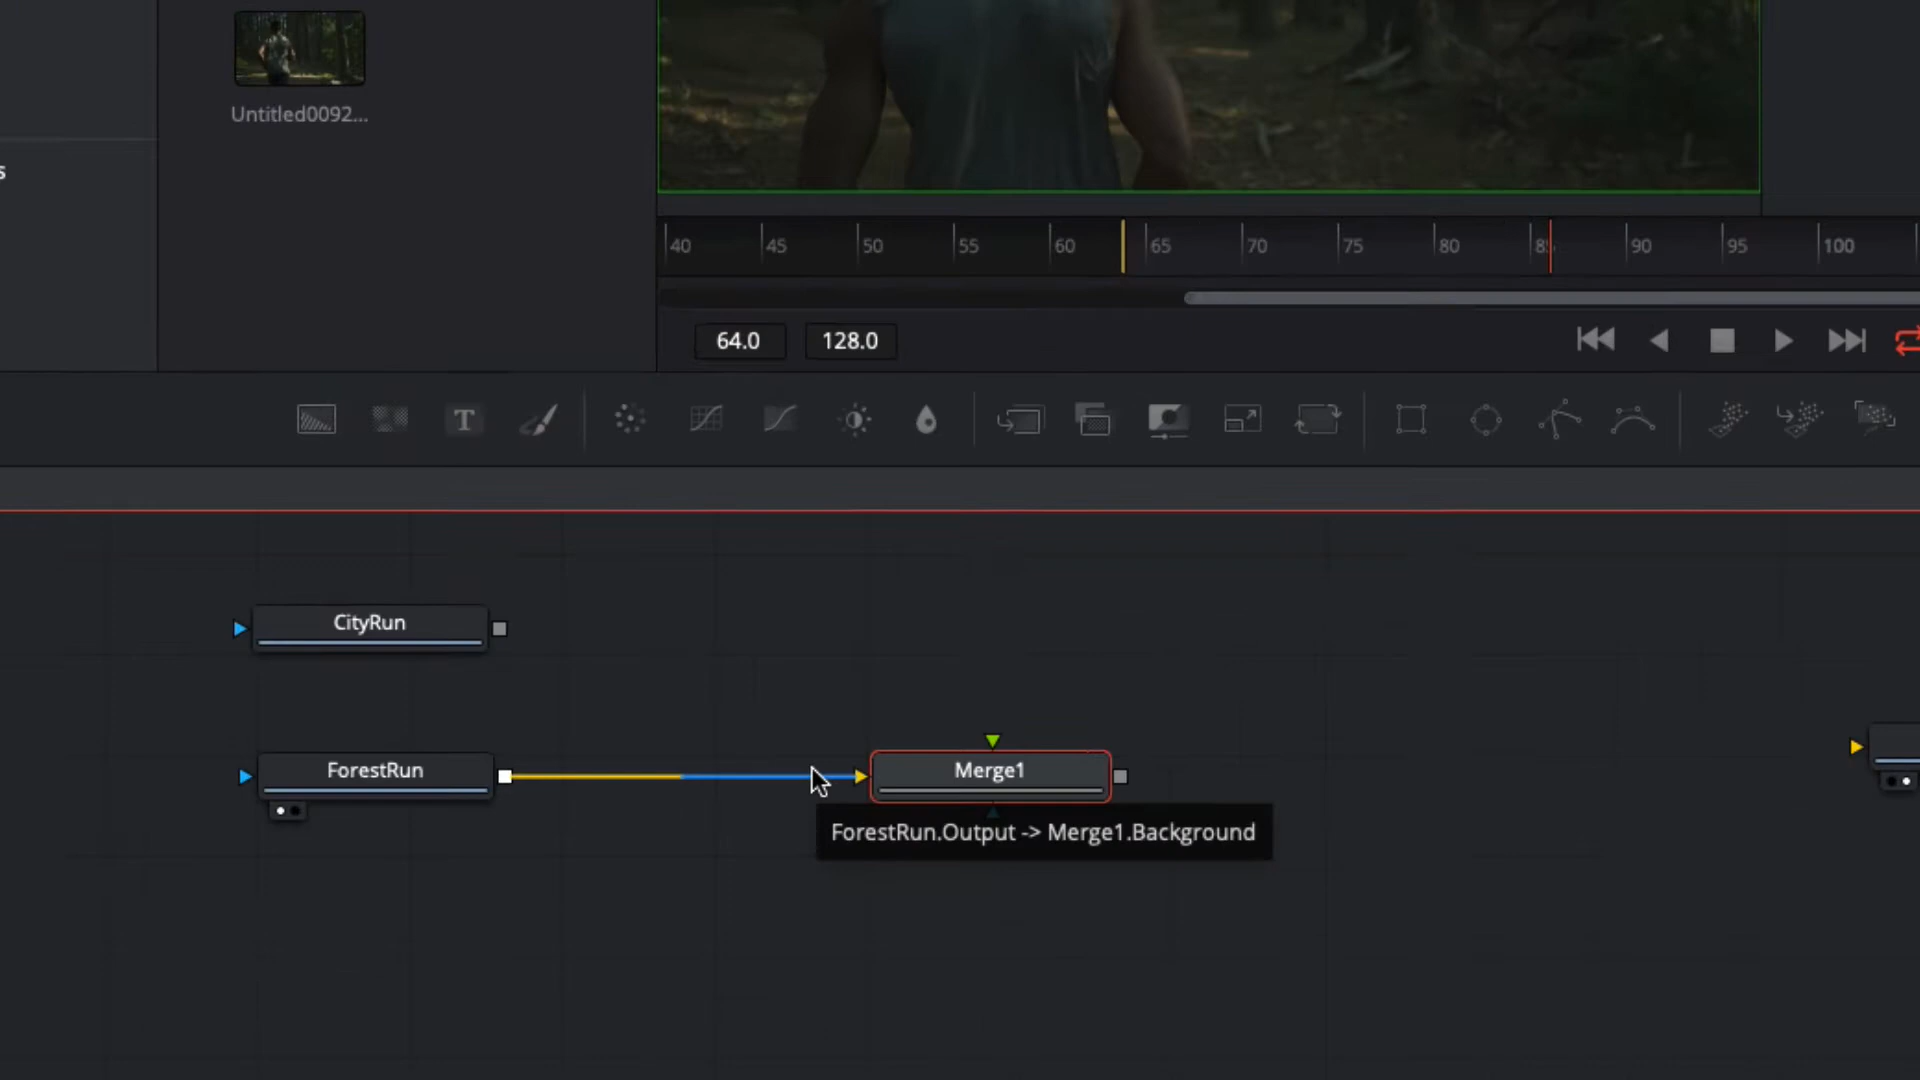 Untitled0092...
s
40 45 50 55 60 65 70 75 80 85 90 95 100
64.0 128.0
T
CityRun
ForestRun
Merge1
ForestRun.Output -> Merge1.Background